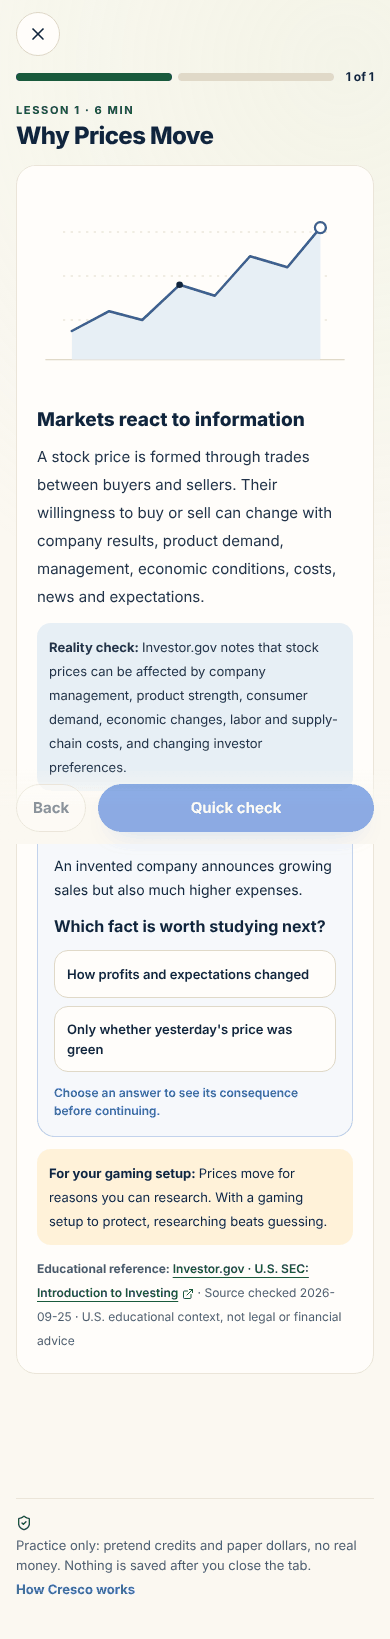 1 of 1
LESSON 1 · 6 MIN
Why Prices Move
Markets react to information
A stock price is formed through trades
between buyers and sellers. Their
willingness to buy or sell can change with
company results, product demand,
management, economic conditions, costs,
news and expectations.
Reality check: Investor.gov notes that stock
prices can be affected by company
management, product strength, consumer
demand, economic changes, labor and supply-
chain costs, and changing investor
preferences.
Back
Quick check
An invented company announces growing
sales but also much higher expenses.
Which fact is worth studying next?
How profits and expectations changed
Only whether yesterday's price was
green
Choose an answer to see its consequence
before continuing.
For your gaming setup: Prices move for
reasons you can research. With a gaming
setup to protect, researching beats guessing.
Educational reference: Investor.gov · U.S. SEC:
Introduction to Investing · Source checked 2026-
09-25 · U.S. educational context, not legal or financial
advice
Practice only: pretend credits and paper dollars, no real
money. Nothing is saved after you close the tab.
How Cresco works